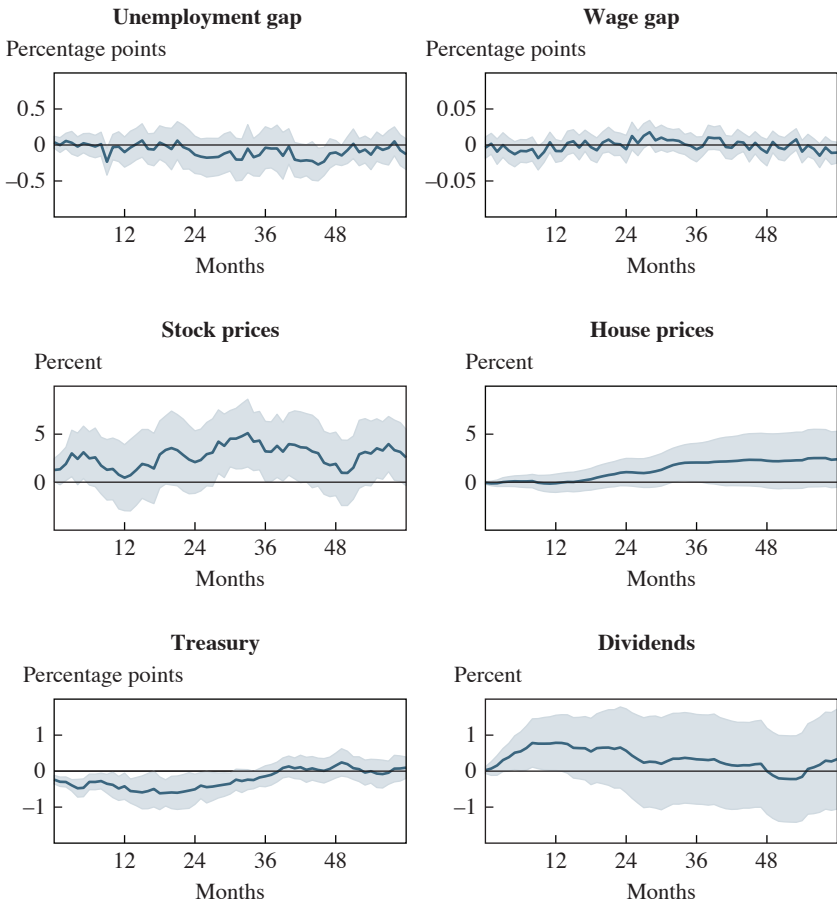 Unemployment gap
Percentage points
0.5
0
–0.5
12 24 36 48
Months
Wage gap
Percentage points
0.05
0
–0.05
12 24 36 48
Months
Stock prices
Percent
5
0
12 24 36 48
Months
House prices
Percent
5
0
12 24 36 48
Months
Treasury
Percentage points
1
0
–1
12 24 36 48
Months
Dividends
Percent
1
0
–1
12 24 36 48
Months